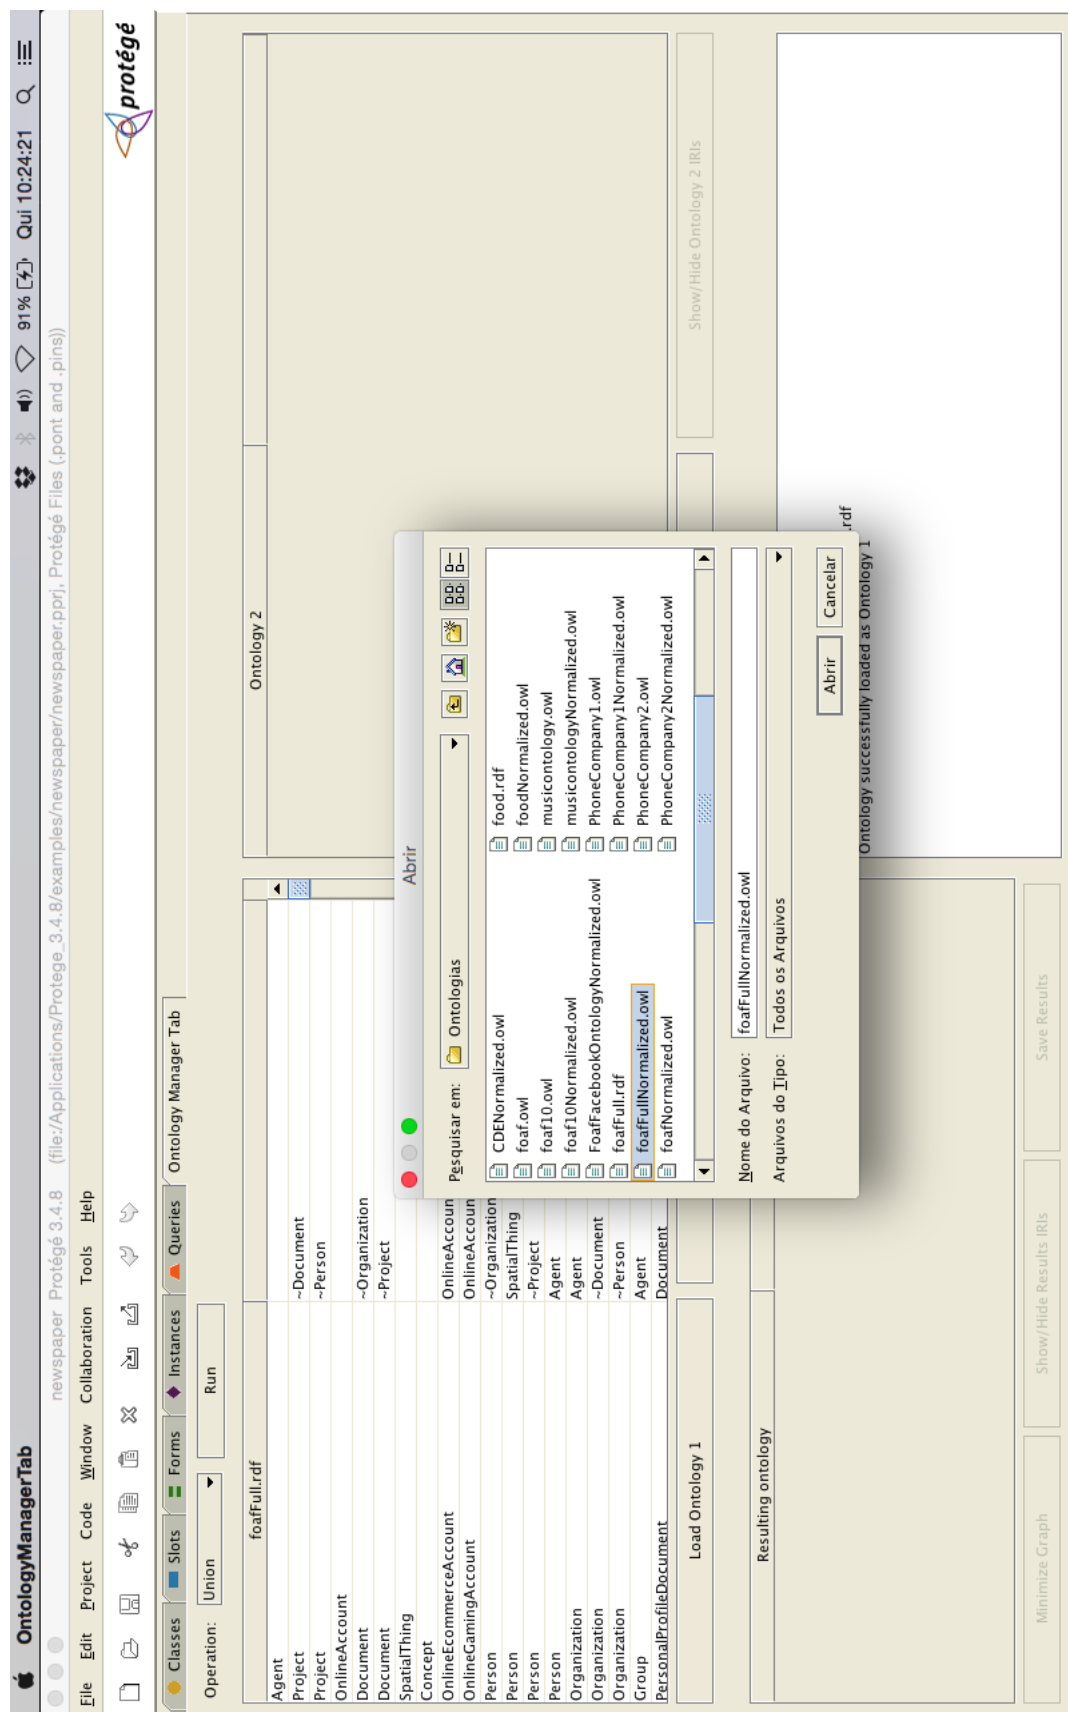 OntologyManagerTab 91% Qui 10:24:21
newspaper Protégé 3.4.8 (file:/Applications/Protege_3.4.8/examples/newspaper/newspaper.pprj, Protégé Files (.pont and .pins))
File Edit Project Code Window Collaboration Tools Help
protégé
Classes Slots Forms Instances Queries Ontology Manager Tab
Operation: Union Run
foafFull.rdf Ontology 2
Agent
Project ~Document
Project ~Person
OnlineAccount
Document ~Organization
Document ~Project
SpatialThing
Concept
OnlineEcommerceAccount OnlineAccoun
OnlineGamingAccount OnlineAccoun
Person ~Organization
Person SpatialThing
Person ~Project
Person Agent
Organization Agent
Organization ~Document
Organization ~Person
Group Agent
PersonalProfileDocument Document
Load Ontology 1 Show/Hide Ontology 2 IRIs
Abrir
Pesquisar em: Ontologias
CDENormalized.owl
foaf.owl
foaf10.owl
foaf10Normalized.owl
FoafFacebookOntologyNormalized.owl
foafFull.rdf
foafFullNormalized.owl
foafNormalized.owl
food.rdf
foodNormalized.owl
musicontology.owl
musicontologyNormalized.owl
PhoneCompany1.owl
PhoneCompany1Normalized.owl
PhoneCompany2.owl
PhoneCompany2Normalized.owl
Nome do Arquivo: foafFullNormalized.owl
Arquivos do Tipo: Todos os Arquivos
Abrir Cancelar
Resulting ontology
.rdf
Ontology successfully loaded as Ontology 1
Minimize Graph Show/Hide Results IRIs Save Results